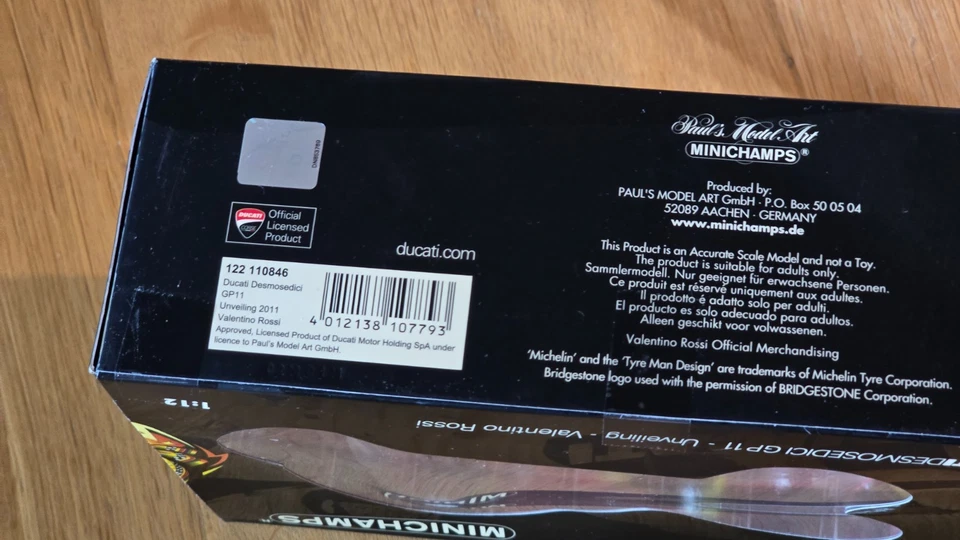 DUCATI
Official
Licensed
Product
ducati.com
122 110846
Ducati Desmosedici
GP11
Unveiling 2011
Valentino Rossi
4 012138 107793
Approved, Licensed Product of Ducati Motor Holding SpA under
licence to Paul's Model Art GmbH.
Paul's Model Art
MINICHAMPS®
Produced by:
PAUL'S MODEL ART GmbH · P.O. Box 50 05 04
52089 AACHEN · GERMANY
www.minichamps.de
This Product is an Accurate Scale Model and not a Toy.
The product is suitable for adults only.
Sammlermodell. Nur geeignet für erwachsene Personen.
Ce produit est réservé uniquement aux adultes.
Il prodotto é adatto solo per adulti.
El producto es solo adecuado para adultos.
Alleen geschikt voor volwassenen.
Valentino Rossi Official Merchandising
'Michelin' and the 'Tyre Man Design' are trademarks of Michelin Tyre Corporation.
Bridgestone logo used with the permission of BRIDGESTONE Corporation.
1:12
DESMOSEDICI GP11 - Unveiling - Valentino Rossi
MINICHAMPS®